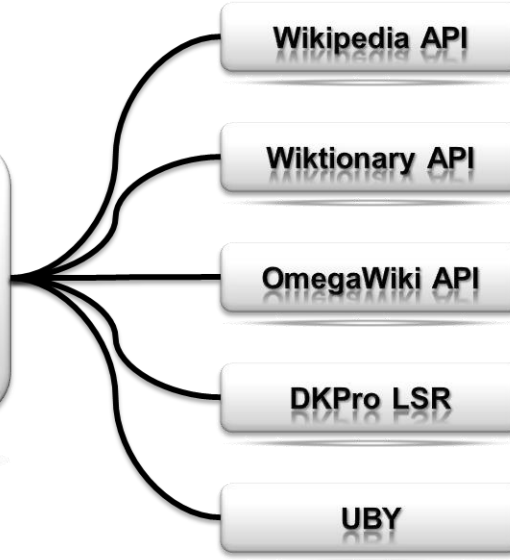 Wikipedia API
Wiktionary API
OmegaWiki API
DKPro LSR
UBY